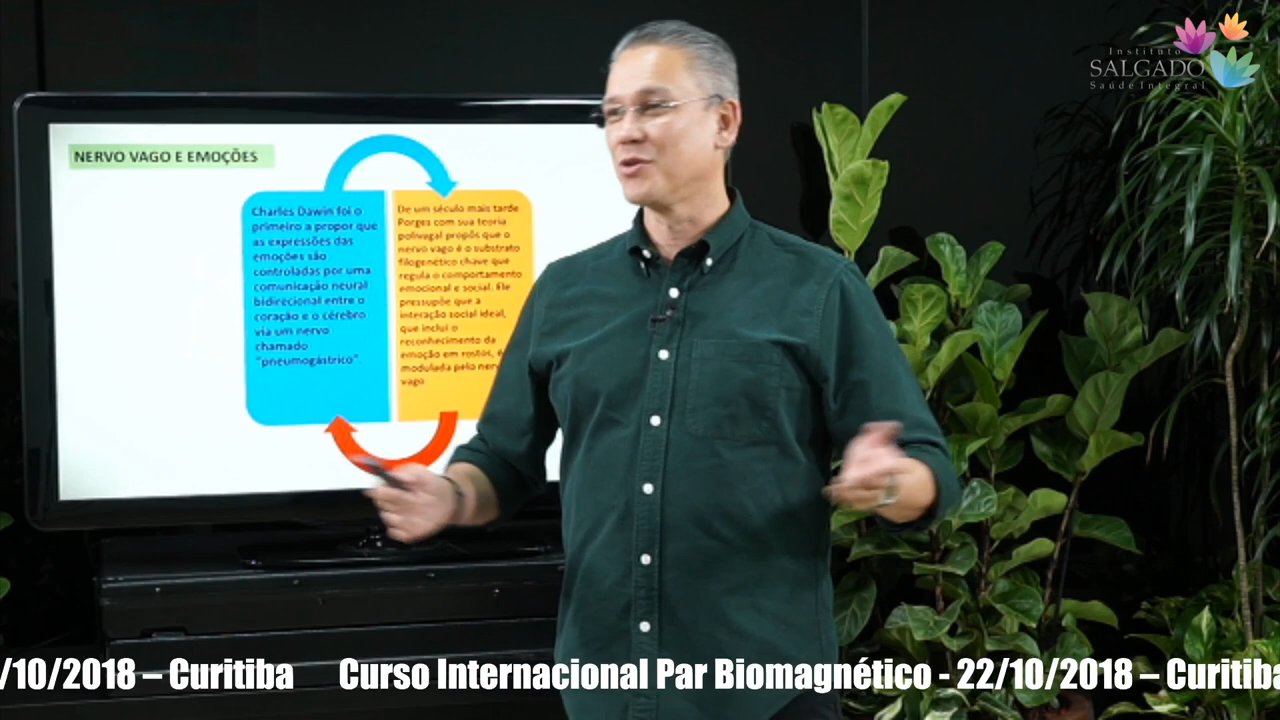 Instituto
SALGADO
Saúde Integral
NERVO VAGO E EMOÇÕES
Charles Dawin foi o
primeiro a propor que
as expressões das
emoções são
controladas por uma
comunicação neural
bidirecional entre o
coração e o cérebro
via um nervo
chamado
"pneumogástrico".
De um século mais tarde
Porges com sua teoria
polivagal propôs que o
nervo vago é o substrato
filogenético chave que
regula o comportamento
emocional e social. Ele
pressupõe que a
interação social ideal,
que inclui o
reconhecimento da
emoção em rostos, é
modulada pelo
vago
/10/2018 – Curitiba Curso Internacional Par Biomagnético - 22/10/2018 – Curitiba